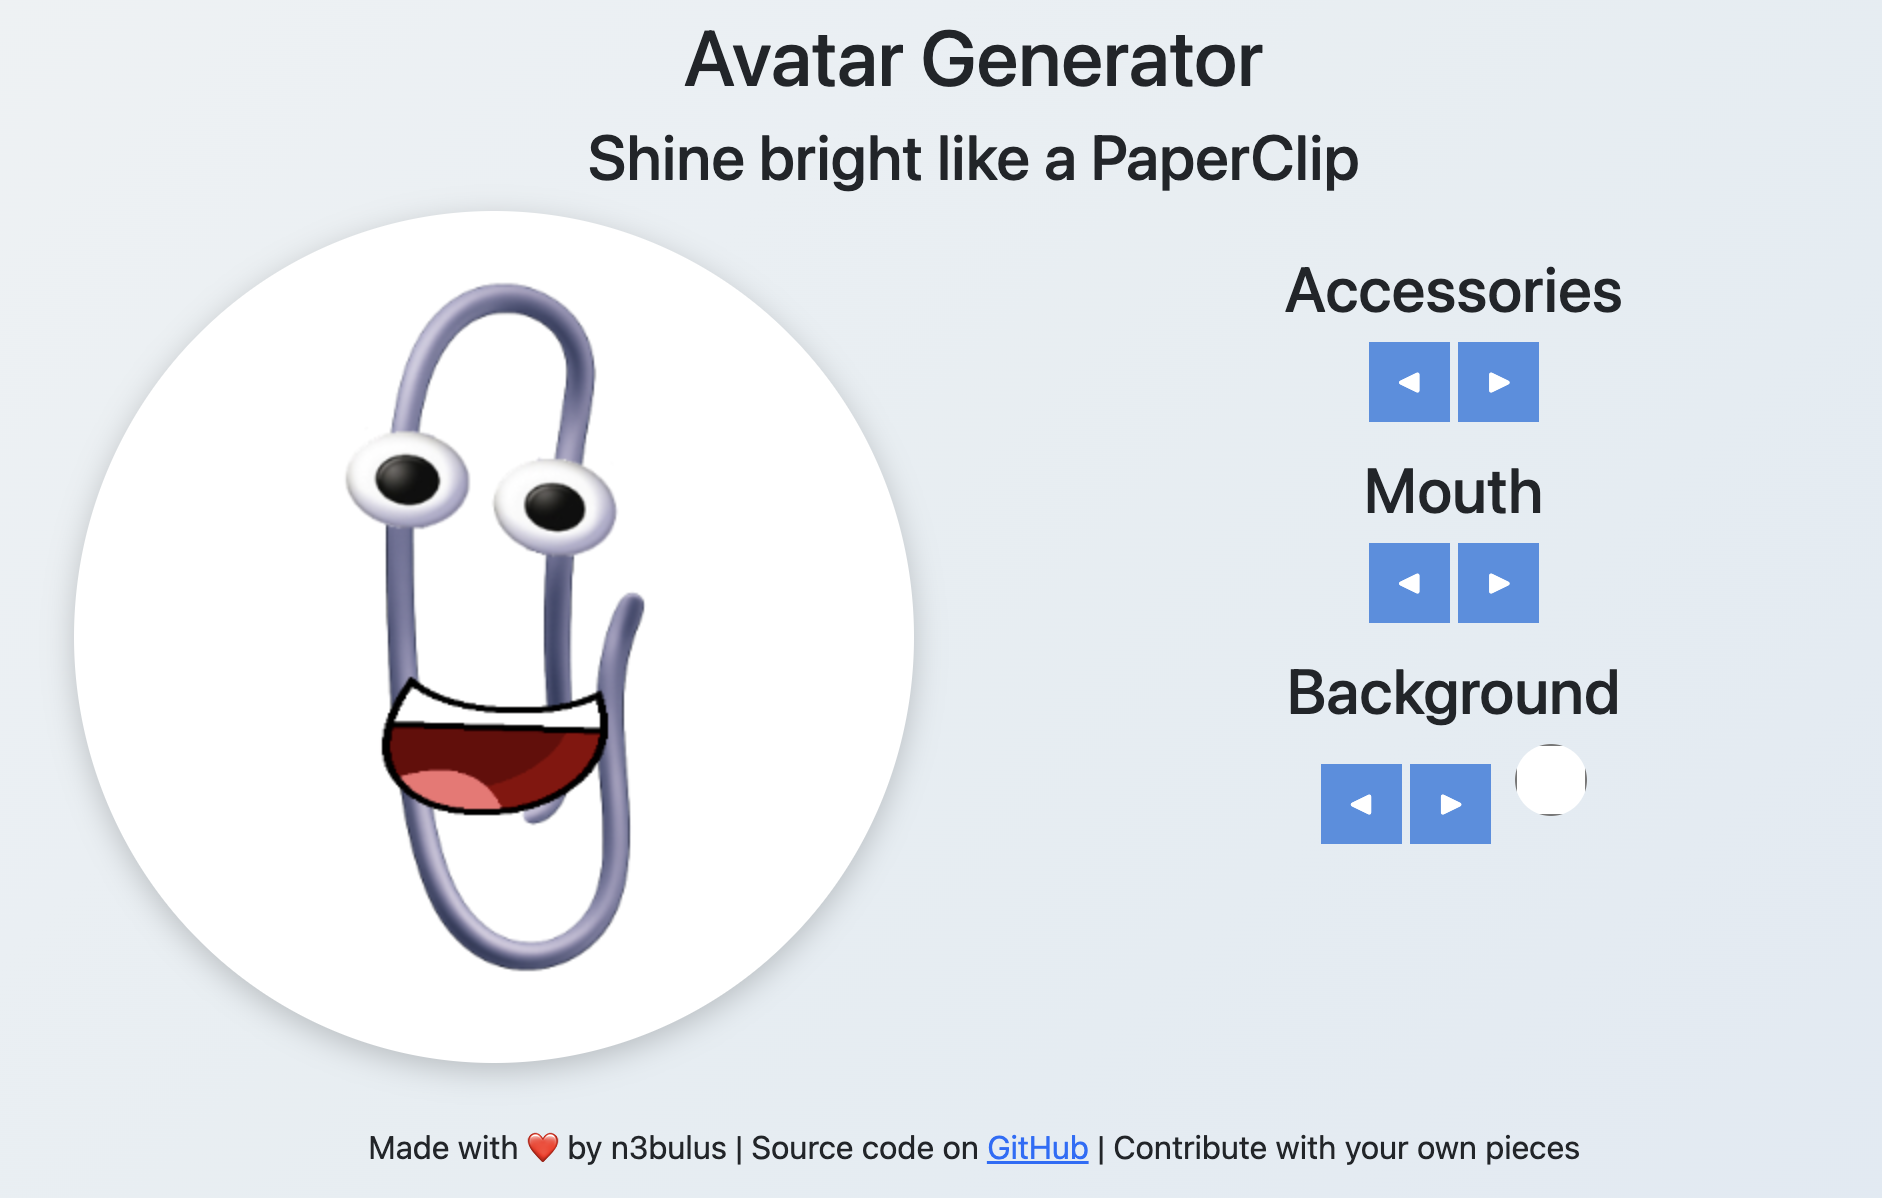 Avatar Generator
Shine bright like a PaperClip
Accessories
Mouth
Background
Made with ❤️ by n3bulus | Source code on GitHub | Contribute with your own pieces